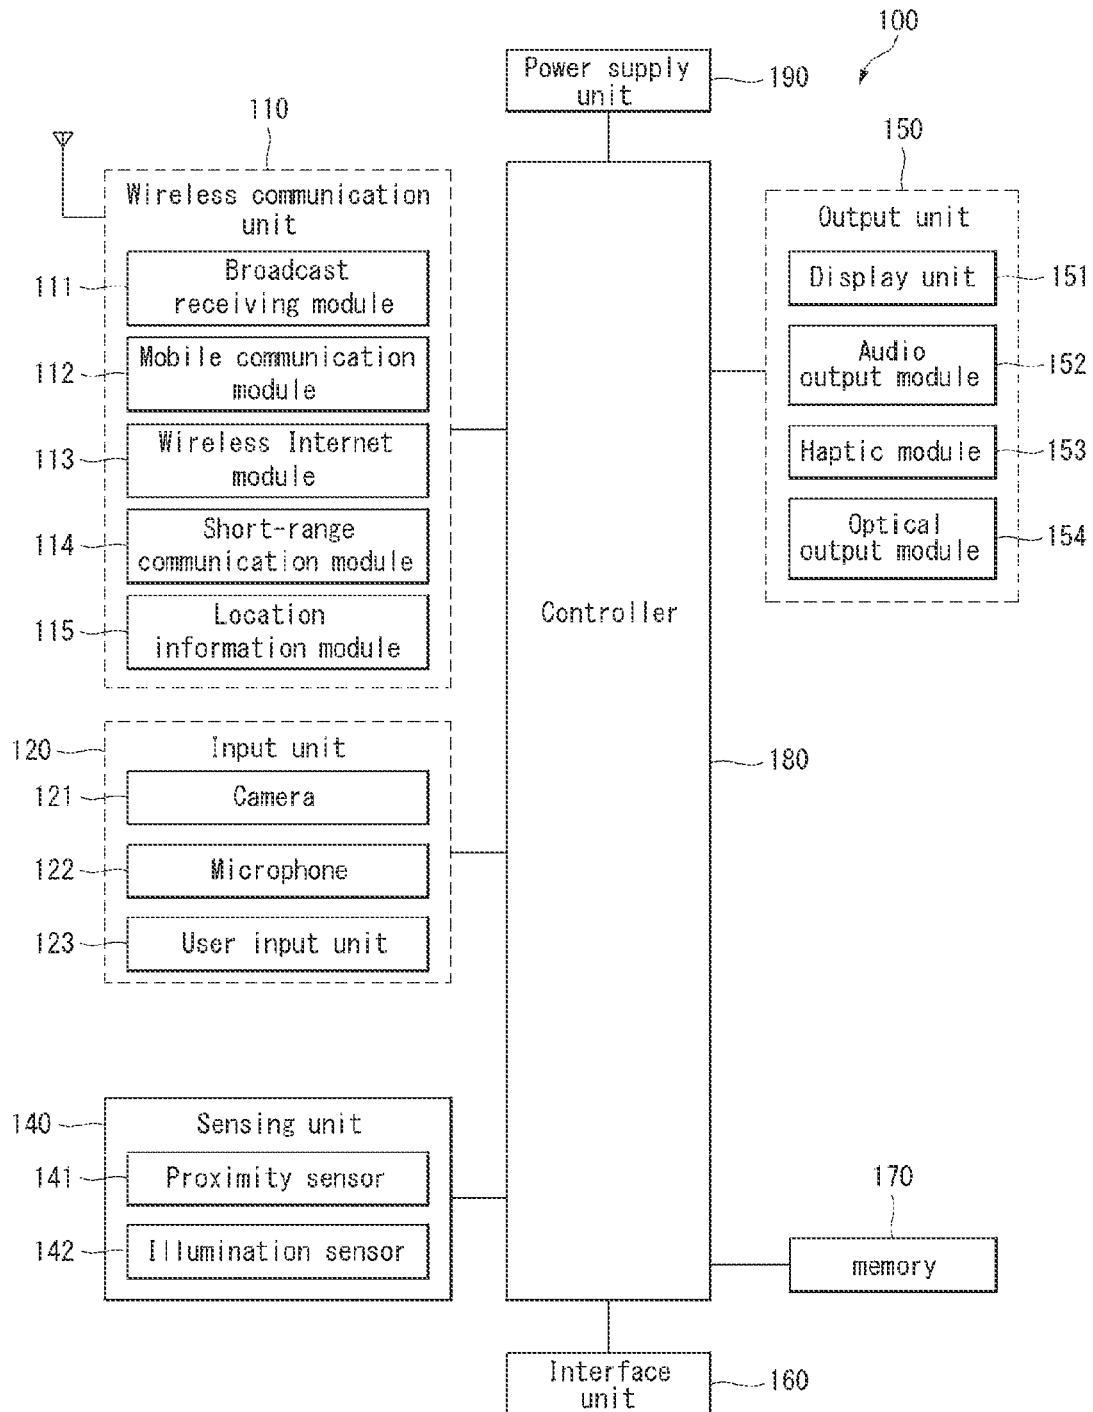 100
Power supply
unit
190
110
150
Wireless communication
unit
Output unit
111
Broadcast
receiving module
Display unit
151
112
Mobile communication
module
Audio
output module
152
113
Wireless Internet
module
Haptic module
153
114
Short-range
communication module
Optical
output module
154
115
Location
information module
Controller
120
Input unit
180
121
Camera
122
Microphone
123
User input unit
140
Sensing unit
141
Proximity sensor
170
142
Illumination sensor
memory
Interface
unit
160